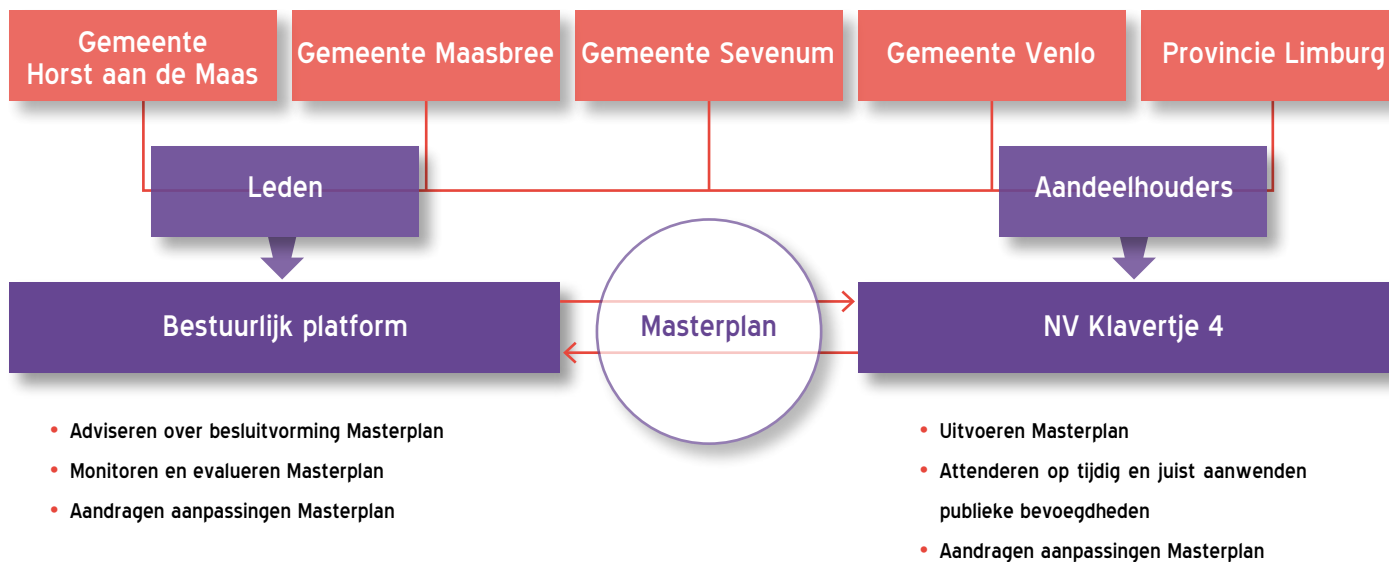 Gemeente
Horst aan de Maas
Gemeente Maasbree
Gemeente Sevenum
Gemeente Venlo
Provincie Limburg
Leden
Aandeelhouders
Bestuurlijk platform
Masterplan
NV Klavertje 4
• Adviseren over besluitvorming Masterplan
• Monitoren en evalueren Masterplan
• Aandragen aanpassingen Masterplan
• Uitvoeren Masterplan
• Attenderen op tijdig en juist aanwenden
publieke bevoegdheden
• Aandragen aanpassingen Masterplan